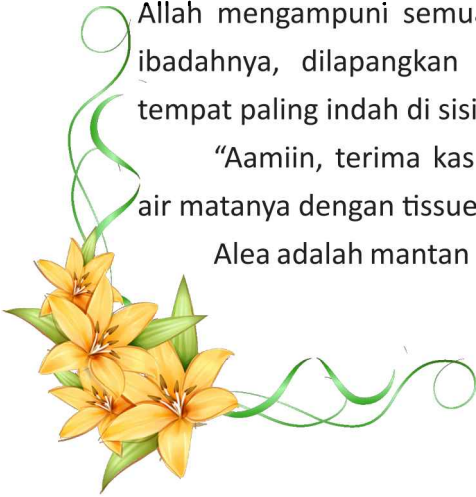 Allah mengampuni semua
ibadahnya, dilapangkan
tempat paling indah di sisi
“Aamiin, terima kas
air matanya dengan tissue
Alea adalah mantan